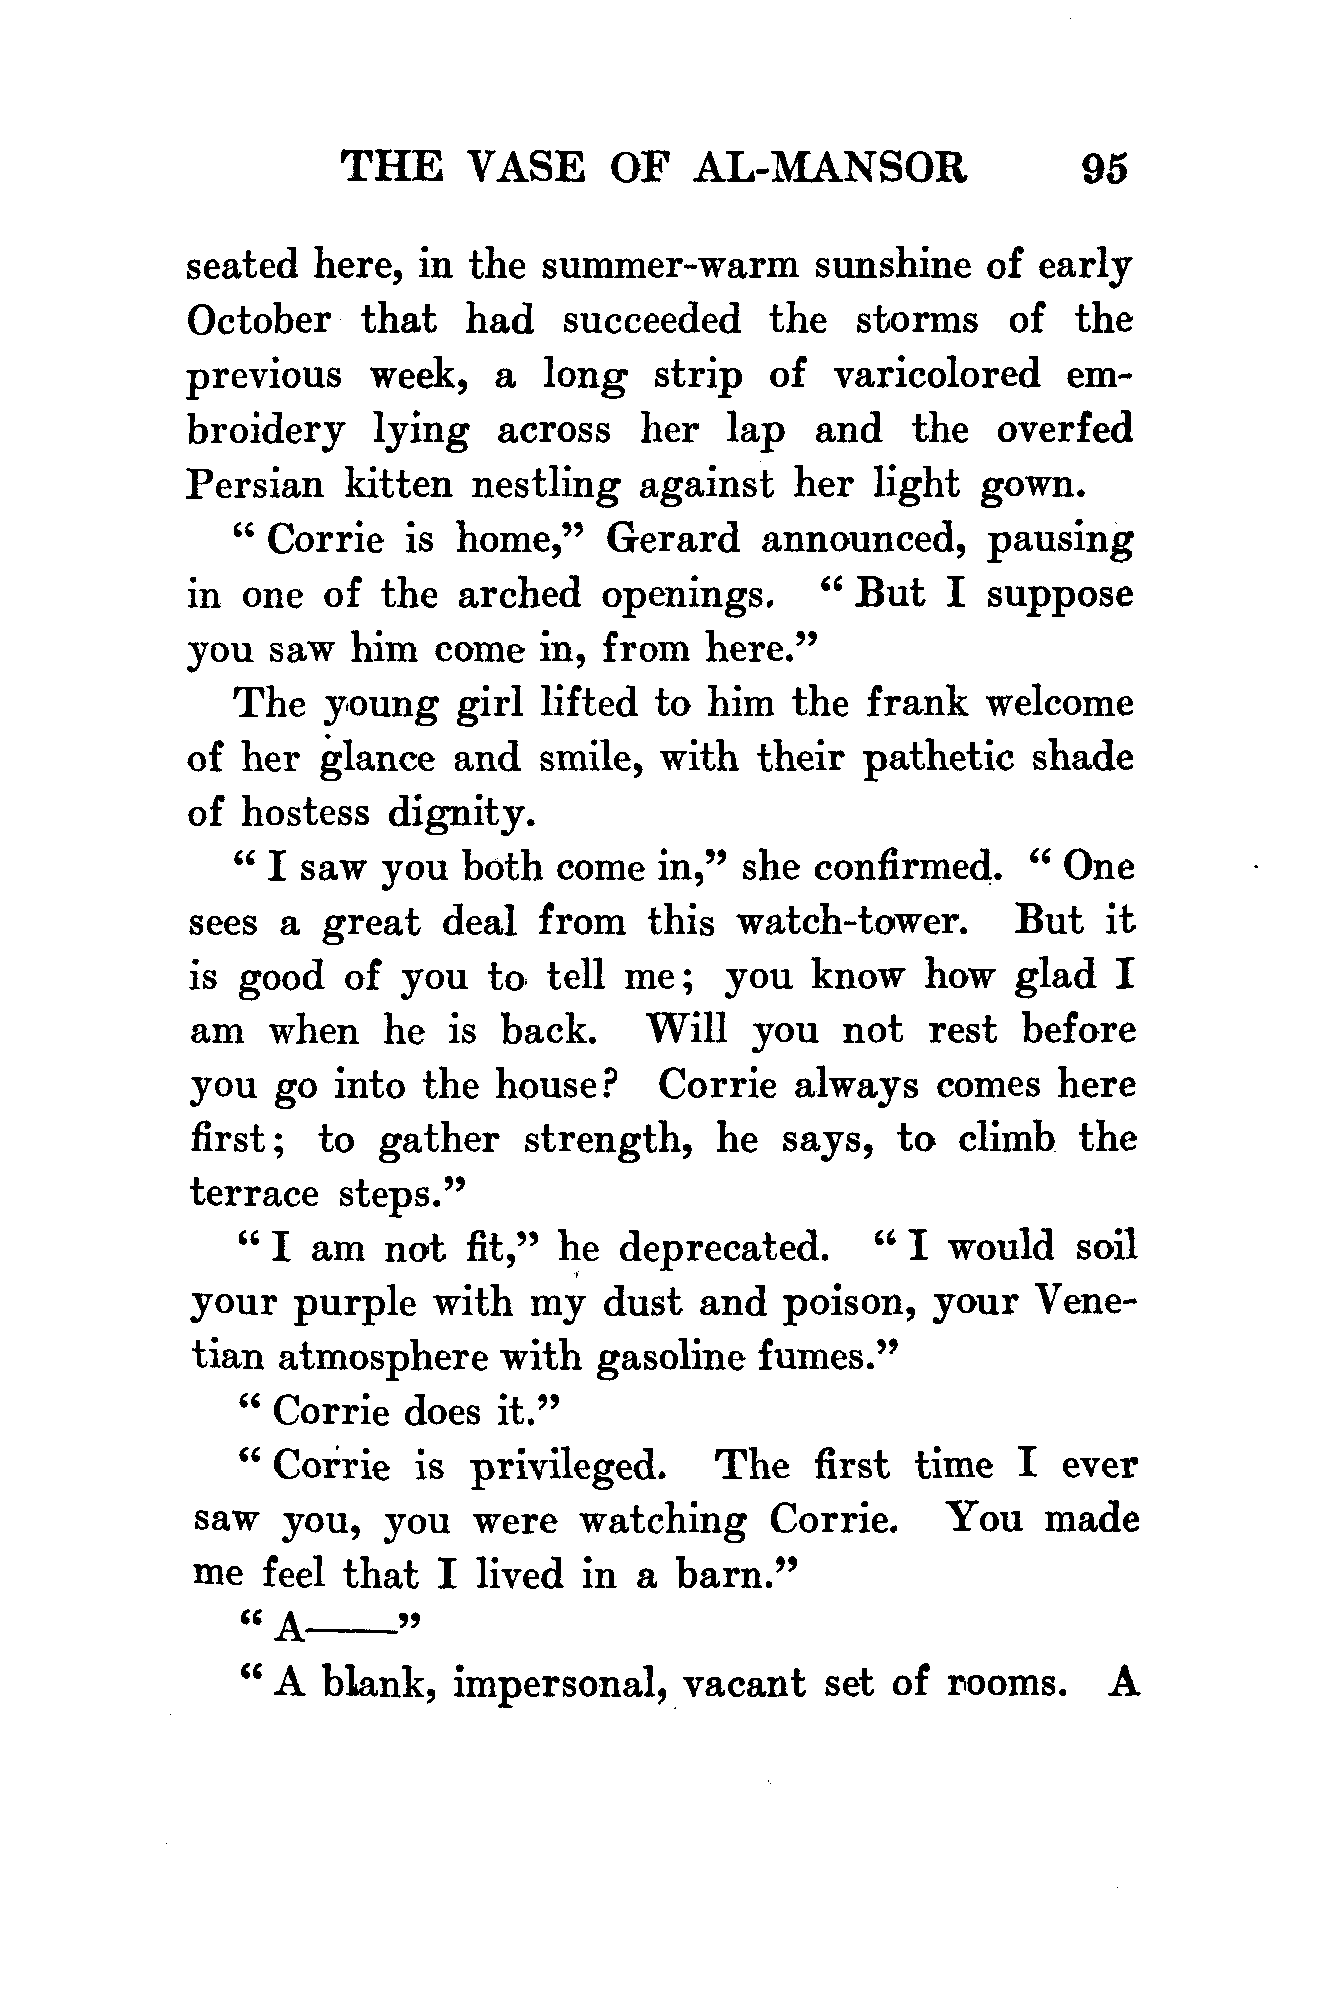 THE VASE OF AL-MANSOR 95
seated here, in the summer-warm sunshine of early
October that had succeeded the storms of the
previous week, a long strip of varicolored em-
broidery lying across her lap and the overfed
Persian kitten nestling against her light gown.
“ Corrie is home,” Gerard announced, pausing
in one of the arched openings. “ But I suppose
you saw him come in, from here.”
The young girl lifted to him the frank welcome
of her glance and smile, with their pathetic shade
of hostess dignity.
“ I saw you both come in,” she confirmed. “ One
sees a great deal from this watch-tower. But it
is good of you to tell me; you know how glad I
am when he is back. Will you not rest before
you go into the house? Corrie always comes here
first; to gather strength, he says, to climb the
terrace steps.”
“ I am not fit,” he deprecated. “ I would soil
your purple with my dust and poison, your Vene-
tian atmosphere with gasoline fumes.”
“ Corrie does it.”
“ Corrie is privileged. The first time I ever
saw you, you were watching Corrie. You made
me feel that I lived in a barn.”
“ A——”
“ A blank, impersonal, vacant set of rooms. A